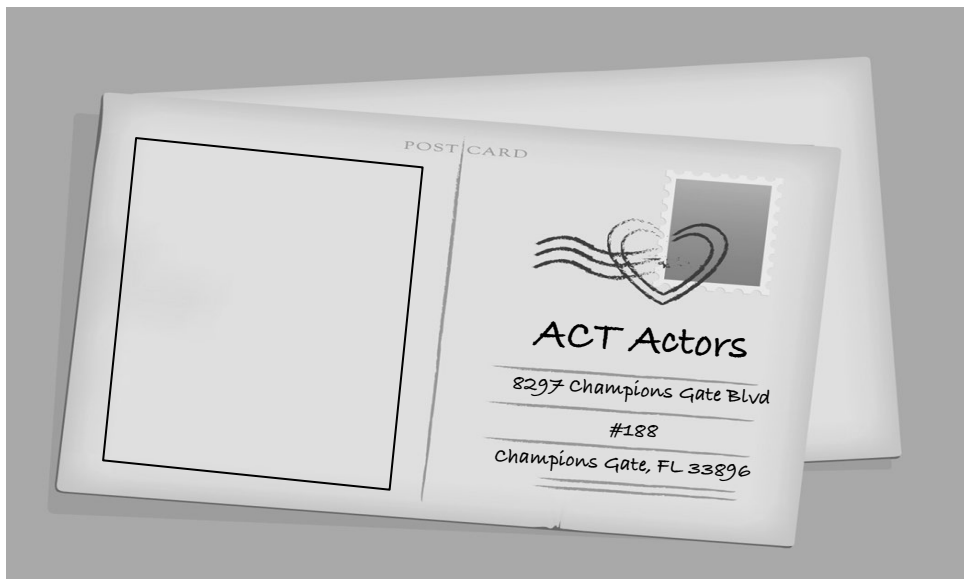 POST CARD
ACT Actors
8297 Champions Gate Blvd
#188
Champions Gate, FL 33896